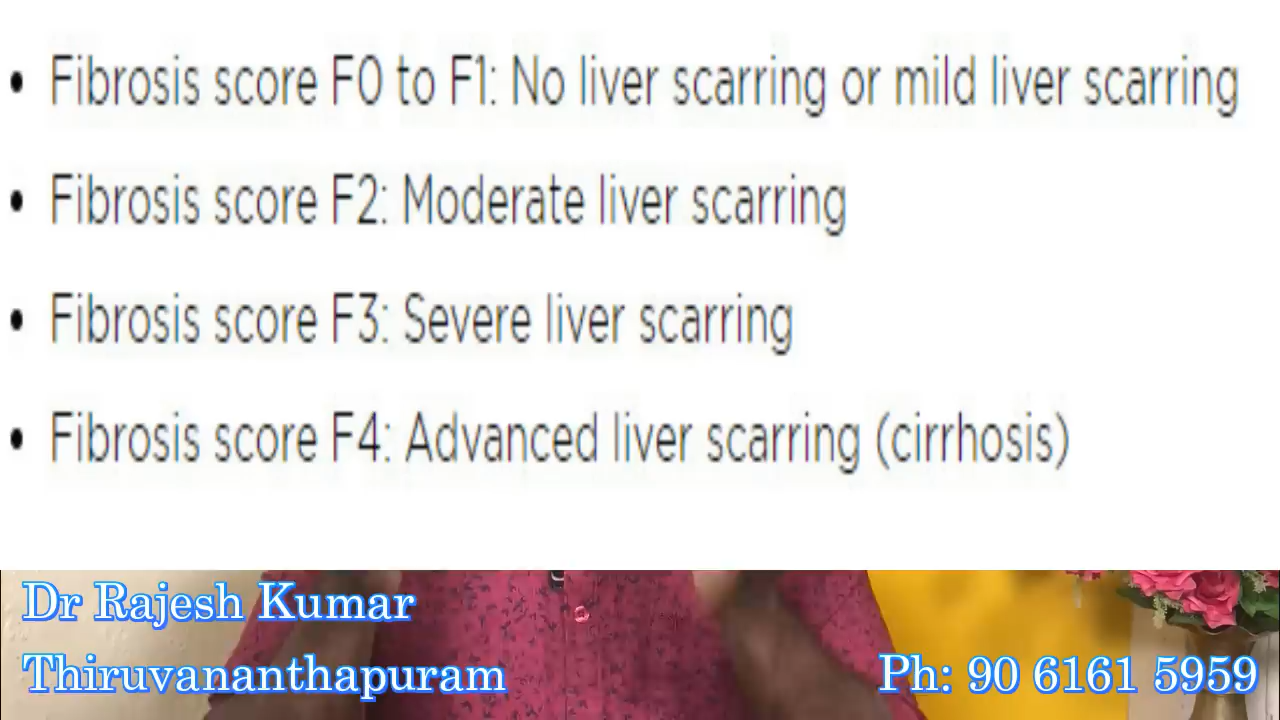 • Fibrosis score F0 to F1: No liver scarring or mild liver scarring
• Fibrosis score F2: Moderate liver scarring
• Fibrosis score F3: Severe liver scarring
• Fibrosis score F4: Advanced liver scarring (cirrhosis)
Dr Rajesh Kumar
Thiruvananthapuram
Ph: 90 6161 5959